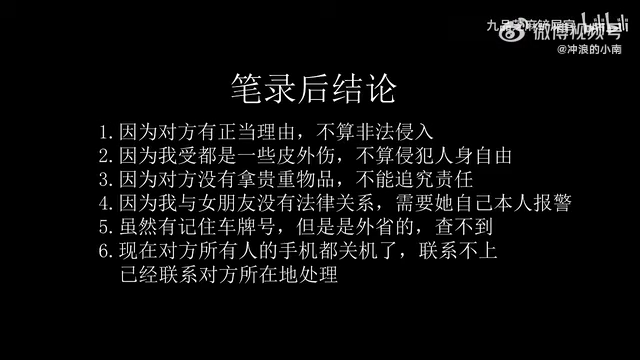 微博视频号
@冲浪的小南
笔录后结论
1.因为对方有正当理由，不算非法侵入
2.因为我受都是一些皮外伤，不算侵犯人身自由
3.因为对方没有拿贵重物品，不能追究责任
4.因为我与女朋友没有法律关系，需要她自己本人报警
5.虽然有记住车牌号，但是是外省的，查不到
6.现在对方所有人的手机都关机了，联系不上
已经联系对方所在地处理